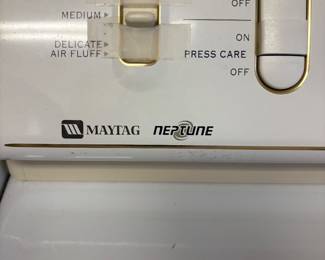 OFF
MEDIUM
ON
DELICATE
PRESS CARE
AIR FLUFF
OFF
MAYTAG NEPTUNE